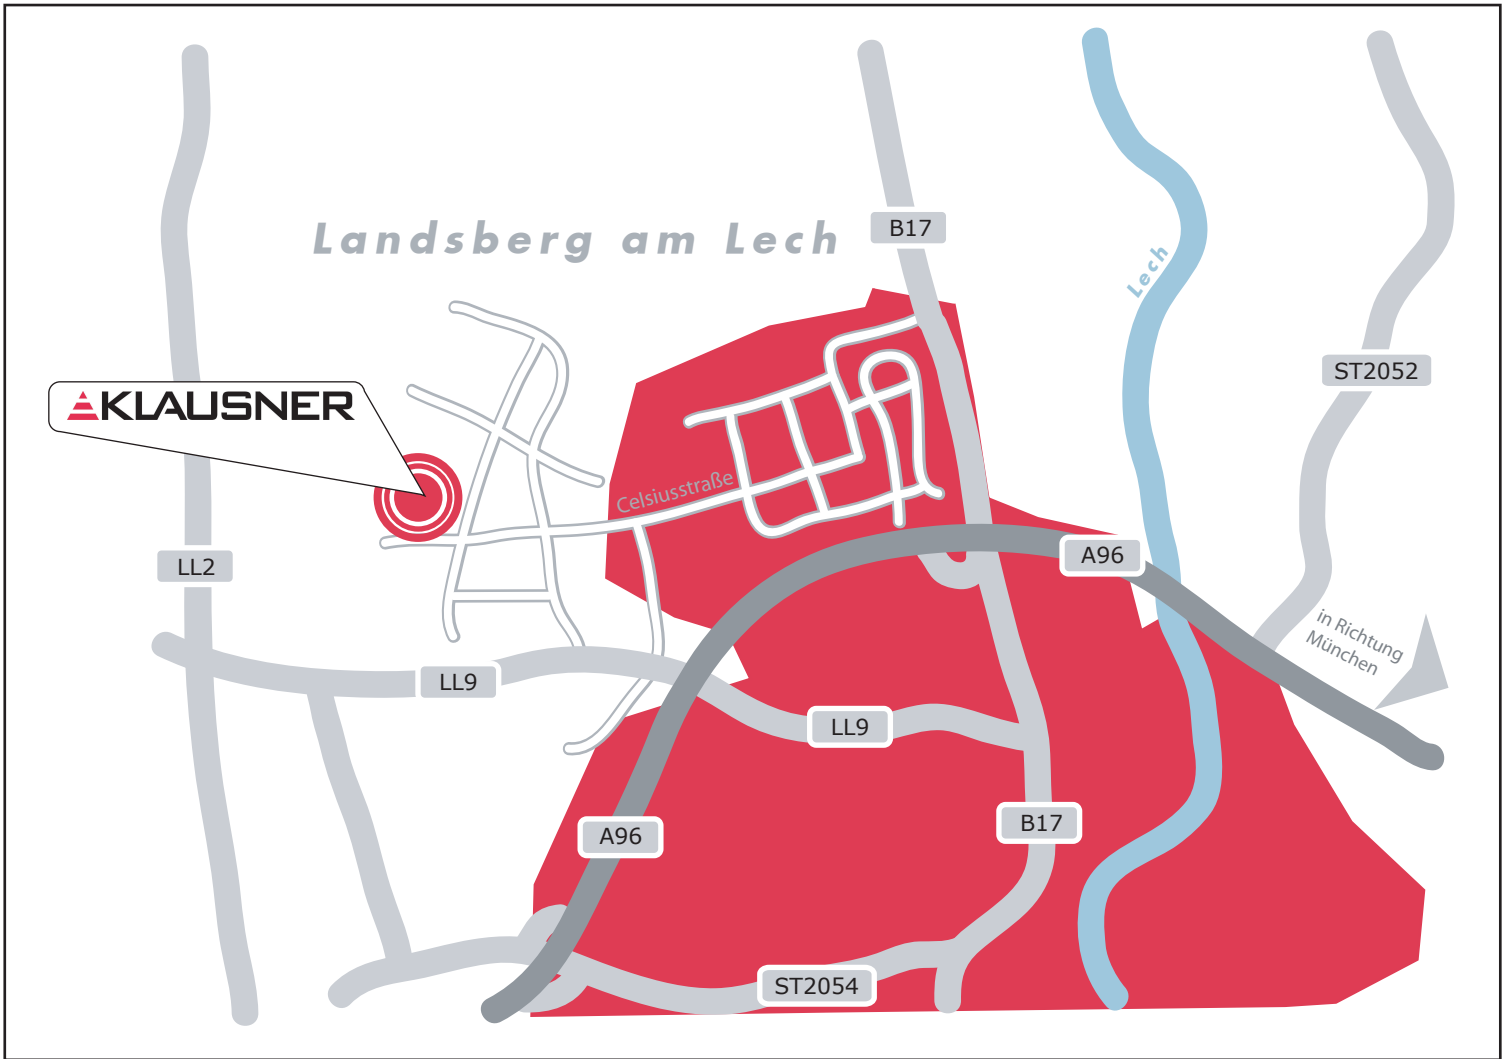 Landsberg am Lech
B17
Lech
ST2052
KLAUSNER
Celsiusstraße
A96
LL2
in Richtung
München
LL9
LL9
B17
A96
ST2054